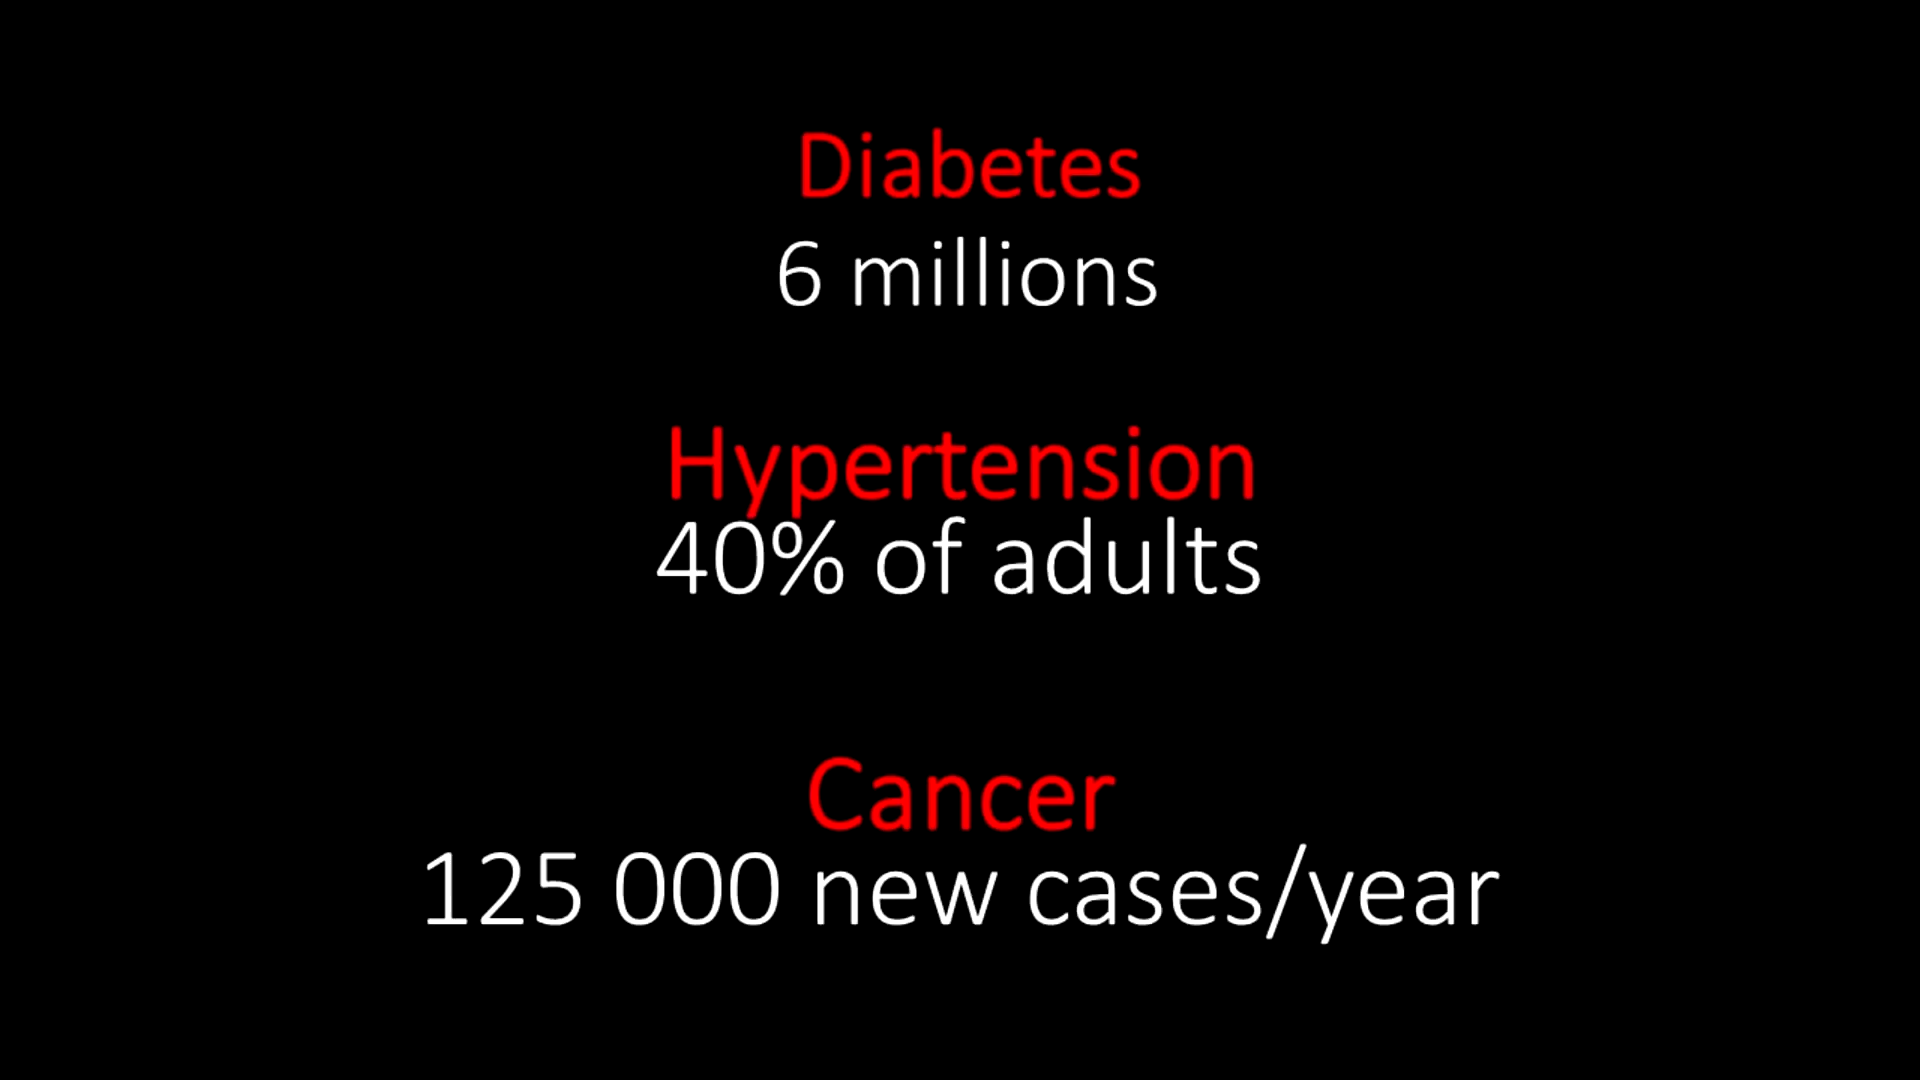 Diabetes
6 millions
Hypertension
40% of adults
Cancer
125 000 new cases/year